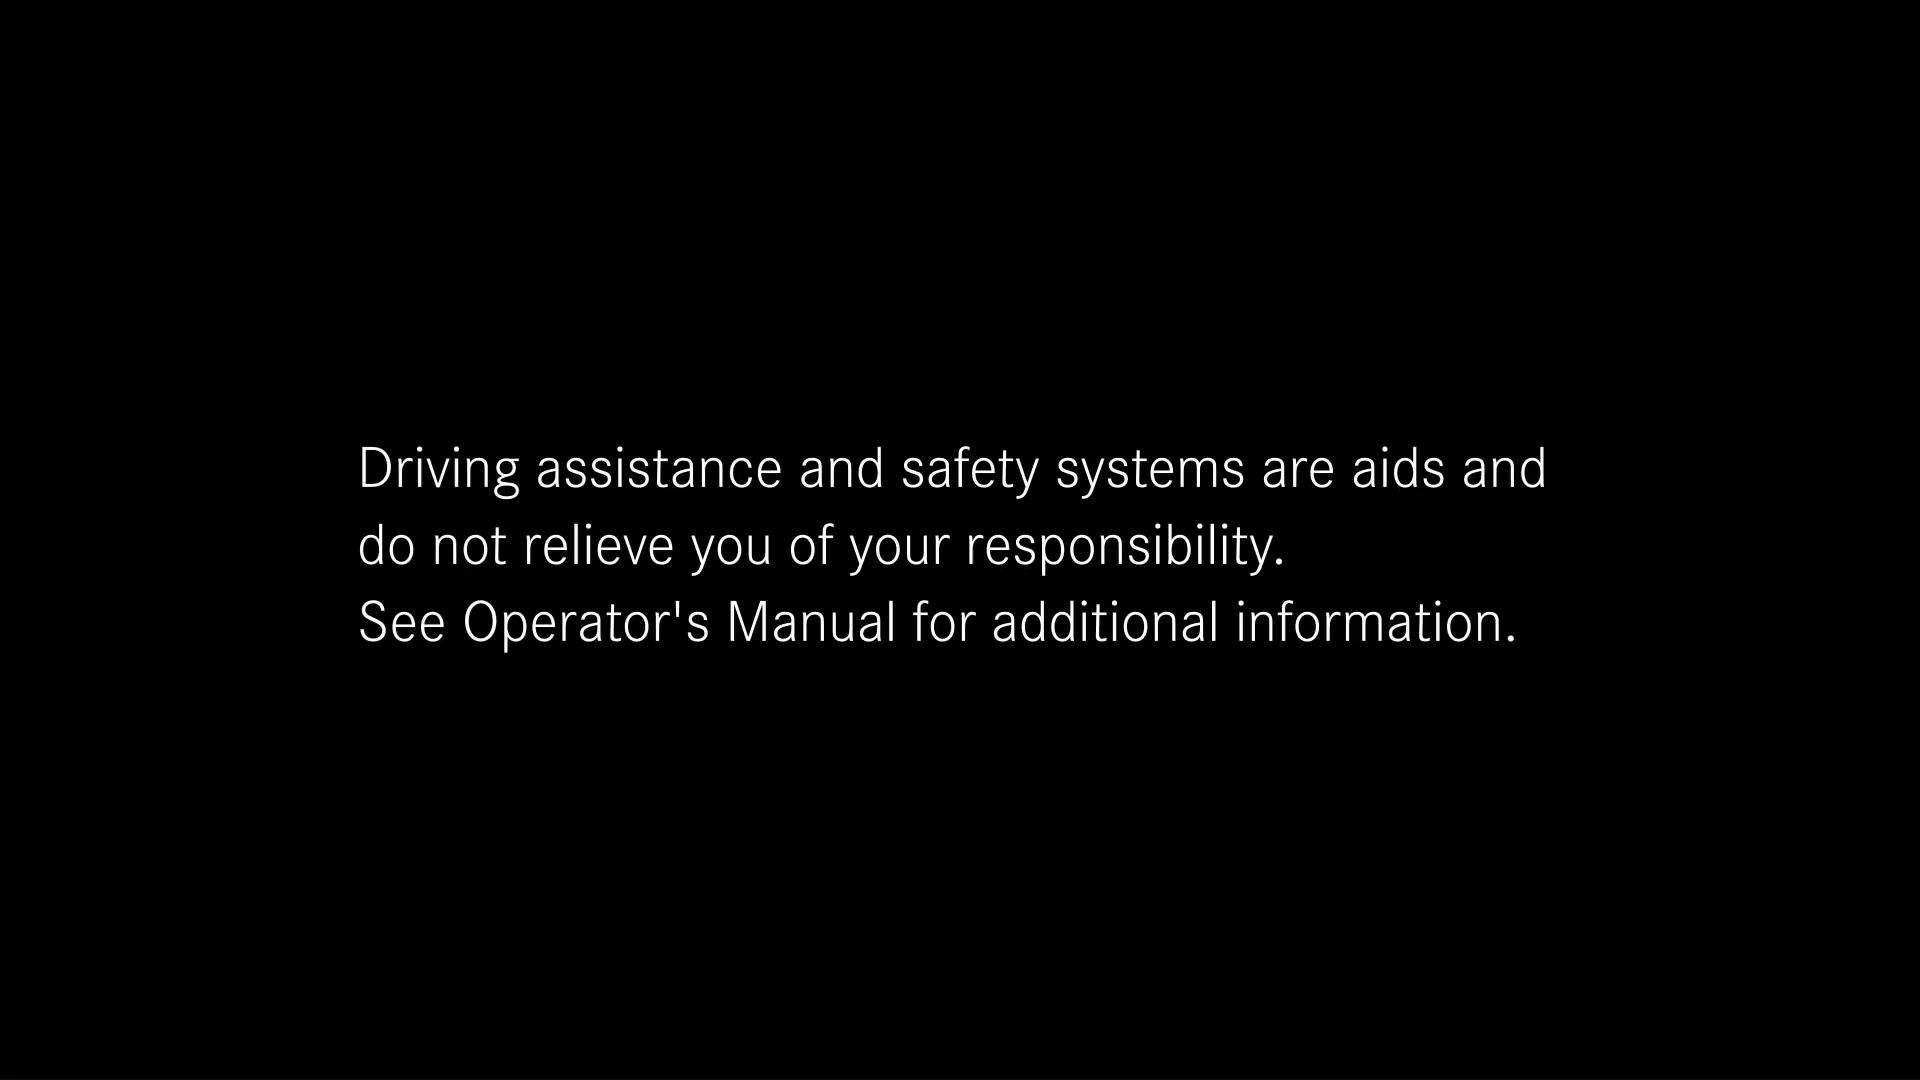 Driving assistance and safety systems are aids and
do not relieve you of your responsibility.
See Operator's Manual for additional information.